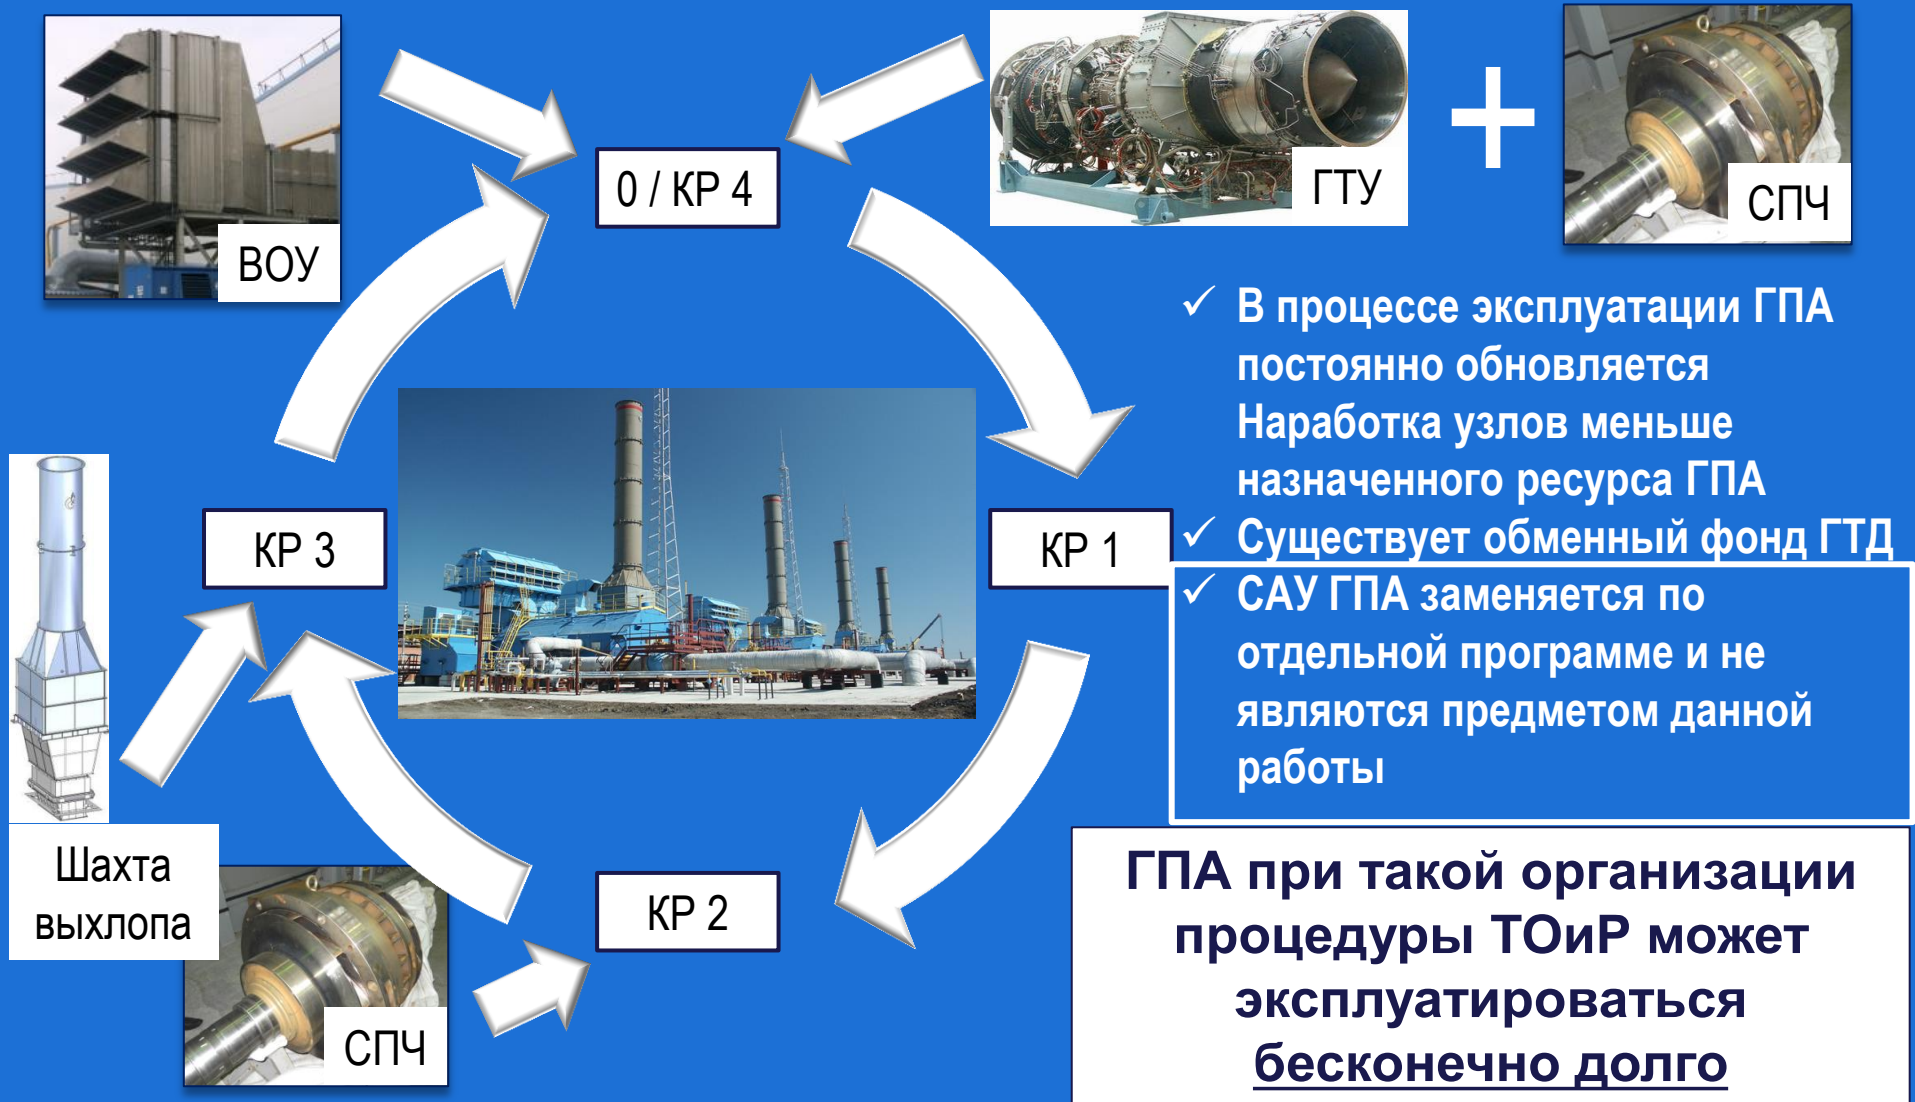 ВОУ
0 / КР 4
ГТУ
СПЧ
В процессе эксплуатации ГПА
постоянно обновляется
Наработка узлов меньше
назначенного ресурса ГПА
Существует обменный фонд ГТД
САУ ГПА заменяется по
отдельной программе и не
являются предметом данной
работы
КР 3
КР 1
Шахта
выхлопа
КР 2
СПЧ
ГПА при такой организации
процедуры ТОиР может
эксплуатироваться
бесконечно долго